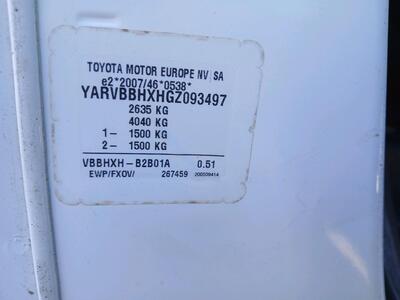 TOYOTA MOTOR EUROPE NV/SA
e2*2007/46*0538*
YARVBBHXHGZ093497
2635 KG
4040 KG
1- 1500 KG
2- 1500 KG
VBBHXH-B2B01A 0.51
EWP/FXOV/ 267459 200509414